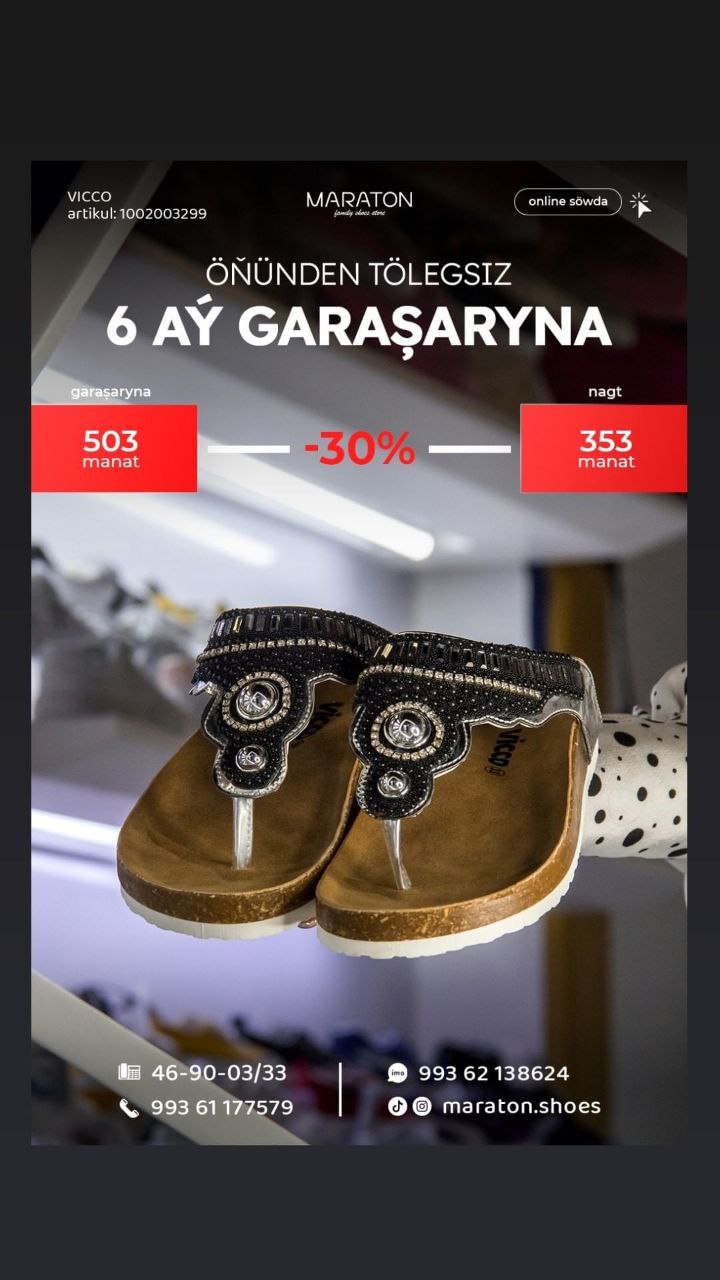 VICCO
artikul: 1002003299
MARATON
family shoes store
online söwda
ÖŇÜNDEN TÖLEGSIZ
6 AÝ GARAŞARYNA
garaşaryna
nagt
503
manat
-30%
353
manat
vicco
vicco
46-90-03/33
993 61 177579
imo
993 62 138624
maraton.shoes